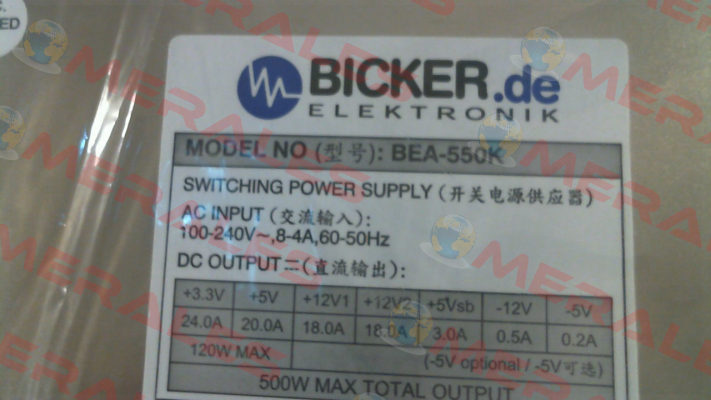 ED
BICKER.de
ELEKTRONIK
MODEL NO (型号): BEA-550K
SWITCHING POWER SUPPLY (开关电源供应器)
AC INPUT (交流输入):
100-240V~,8-4A,60-50Hz
DC OUTPUT⎓(直流输出):
+3.3V +5V +12V1 +12V2 +5Vsb -12V -5V
24.0A 20.0A 18.0A 18.0A 3.0A 0.5A 0.2A
120W MAX (-5V optional / -5V可选)
500W MAX TOTAL OUTPUT
MERALES